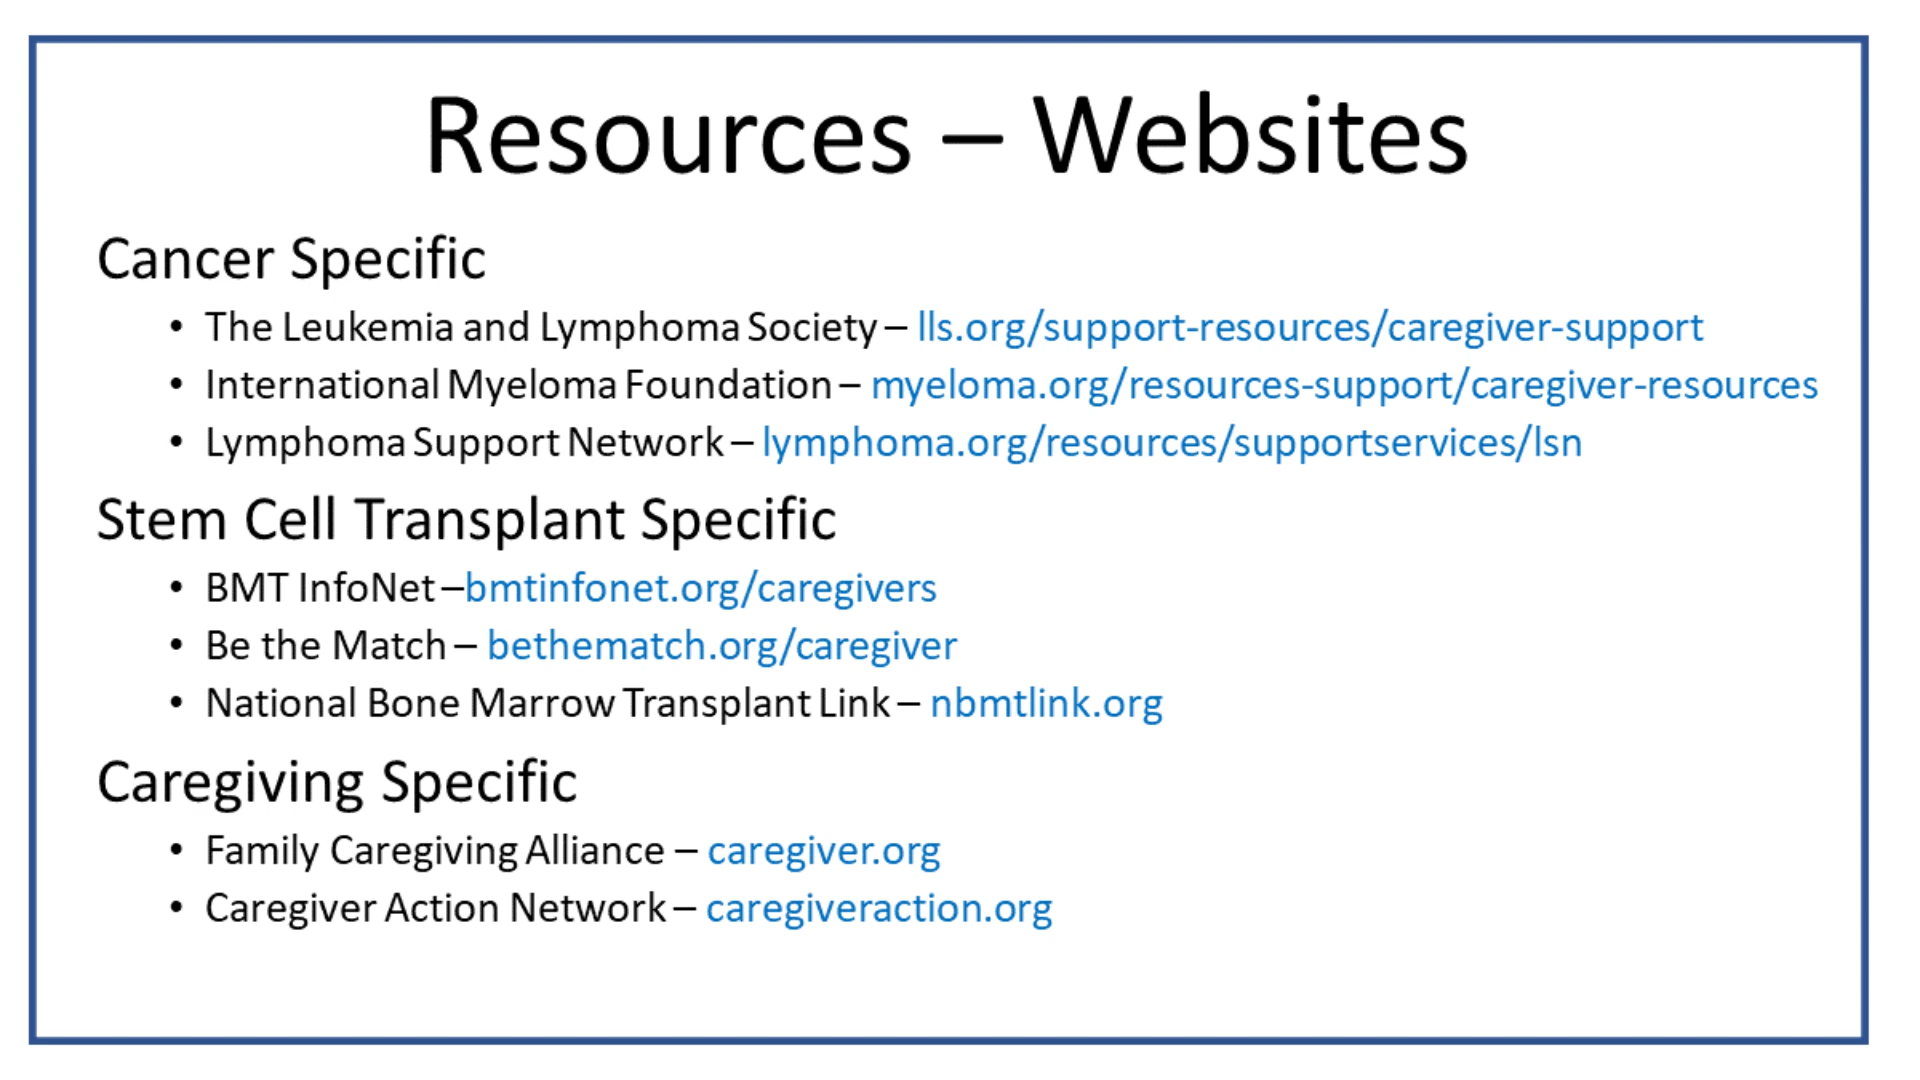 Resources – Websites
Cancer Specific
• The Leukemia and Lymphoma Society – lls.org/support-resources/caregiver-support
• International Myeloma Foundation – myeloma.org/resources-support/caregiver-resources
• Lymphoma Support Network – lymphoma.org/resources/supportservices/lsn
Stem Cell Transplant Specific
• BMT InfoNet –bmtinfonet.org/caregivers
• Be the Match – bethematch.org/caregiver
• National Bone Marrow Transplant Link – nbmtlink.org
Caregiving Specific
• Family Caregiving Alliance – caregiver.org
• Caregiver Action Network – caregiveraction.org